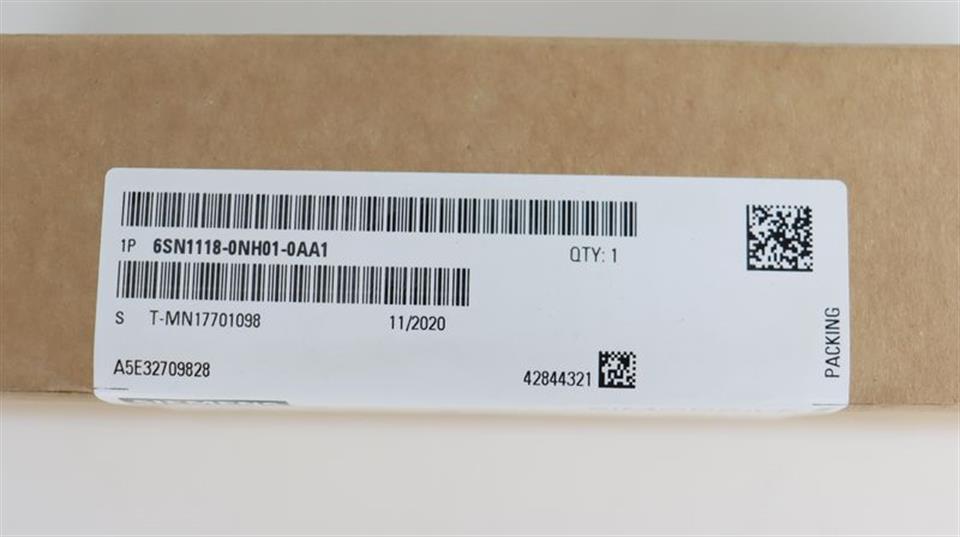 1P 6SN1118-0NH01-0AA1 QTY: 1
S T-MN17701098 11/2020
A5E32709828 42844321
PACKING